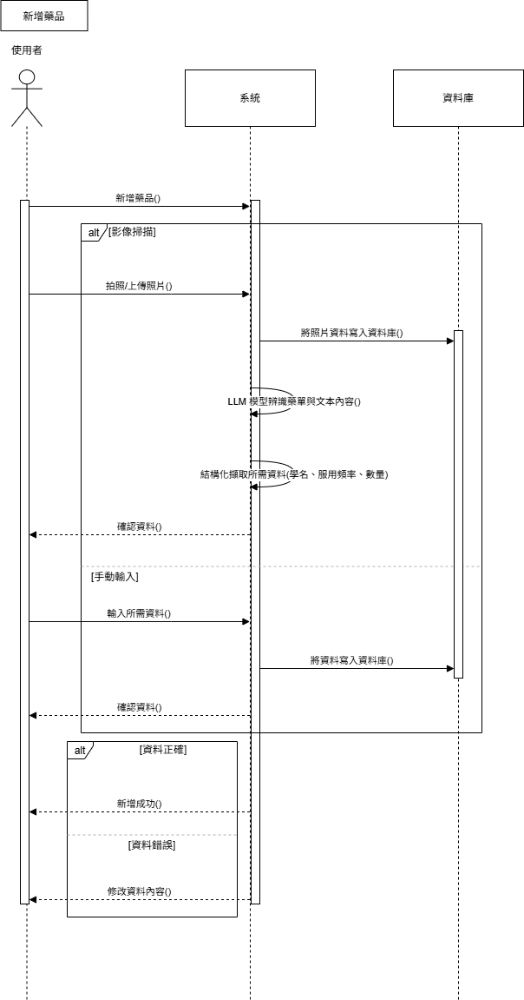 新增藥品
使用者
系統
資料庫
新增藥品()
alt
[影像掃描]
拍照/上傳照片()
將照片資料寫入資料庫()
LLM 模型辨識藥單與文本內容()
結構化擷取所需資料(學名、服用頻率、數量)
確認資料()
[手動輸入]
輸入所需資料()
將資料寫入資料庫()
確認資料()
alt
[資料正確]
新增成功()
[資料錯誤]
修改資料內容()